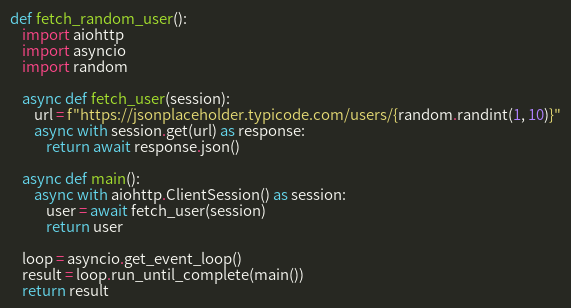 def fetch_random_user():
    import aiohttp
    import asyncio
    import random

    async def fetch_user(session):
        url = f"https://jsonplaceholder.typicode.com/users/{random.randint(1, 10)}"
        async with session.get(url) as response:
            return await response.json()

    async def main():
        async with aiohttp.ClientSession() as session:
            user = await fetch_user(session)
            return user

    loop = asyncio.get_event_loop()
    result = loop.run_until_complete(main())
    return result